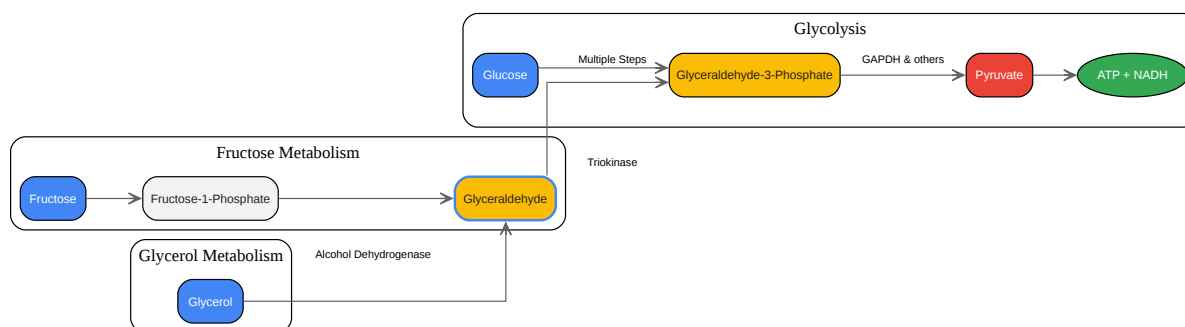 Glycolysis
Glucose
Multiple Steps
Glyceraldehyde-3-Phosphate
GAPDH & others
Pyruvate
ATP + NADH
Fructose Metabolism
Triokinase
Fructose
Fructose-1-Phosphate
Glyceraldehyde
Glycerol Metabolism
Alcohol Dehydrogenase
Glycerol